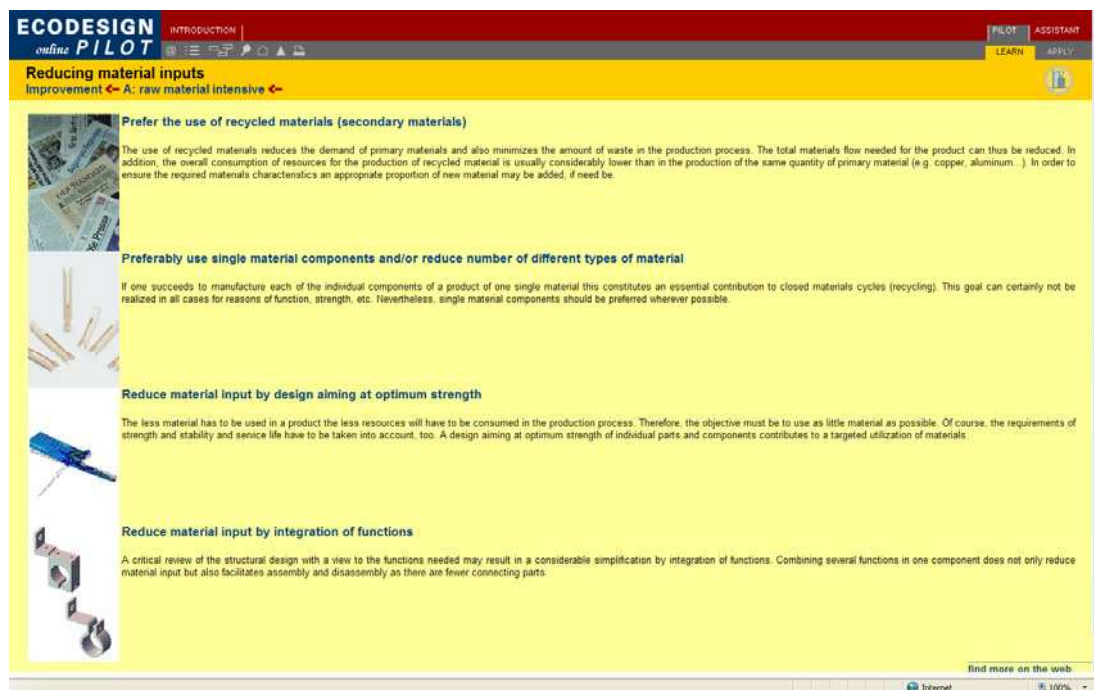 ECODESIGN
online PILOT
INTRODUCTION
PILOT ASSISTANT
LEARN APPLY
Reducing material inputs
Improvement A: raw material intensive
Prefer the use of recycled materials (secondary materials)
The use of recycled materials reduces the demand of primary materials and also minimizes the amount of waste in the production process. The total materials flow needed for the product can thus be reduced. In
addition, the overall consumption of resources for the production of recycled material is usually considerably lower than in the production of the same quantity of primary material (e.g. copper, aluminum...). In order to
ensure the required materials characteristics an appropriate proportion of new material may be added, if need be.
Preferably use single material components and/or reduce number of different types of material
If one succeeds to manufacture each of the individual components of a product of one single material this constitutes an essential contribution to closed materials cycles (recycling). This goal can certainly not be
realized in all cases for reasons of function, strength, etc. Nevertheless, single material components should be preferred wherever possible.
Reduce material input by design aiming at optimum strength
The less material has to be used in a product the less resources will have to be consumed in the production process. Therefore, the objective must be to use as little material as possible. Of course, the requirements of
strength and stability and service life have to be taken into account, too. A design aiming at optimum strength of individual parts and components contributes to a targeted utilization of materials.
Reduce material input by integration of functions
A critical review of the structural design with a view to the functions needed may result in a considerable simplification by integration of functions. Combining several functions in one component does not only reduce
material input but also facilitates assembly and disassembly as there are fewer connecting parts.
find more on the web
Internet 100%